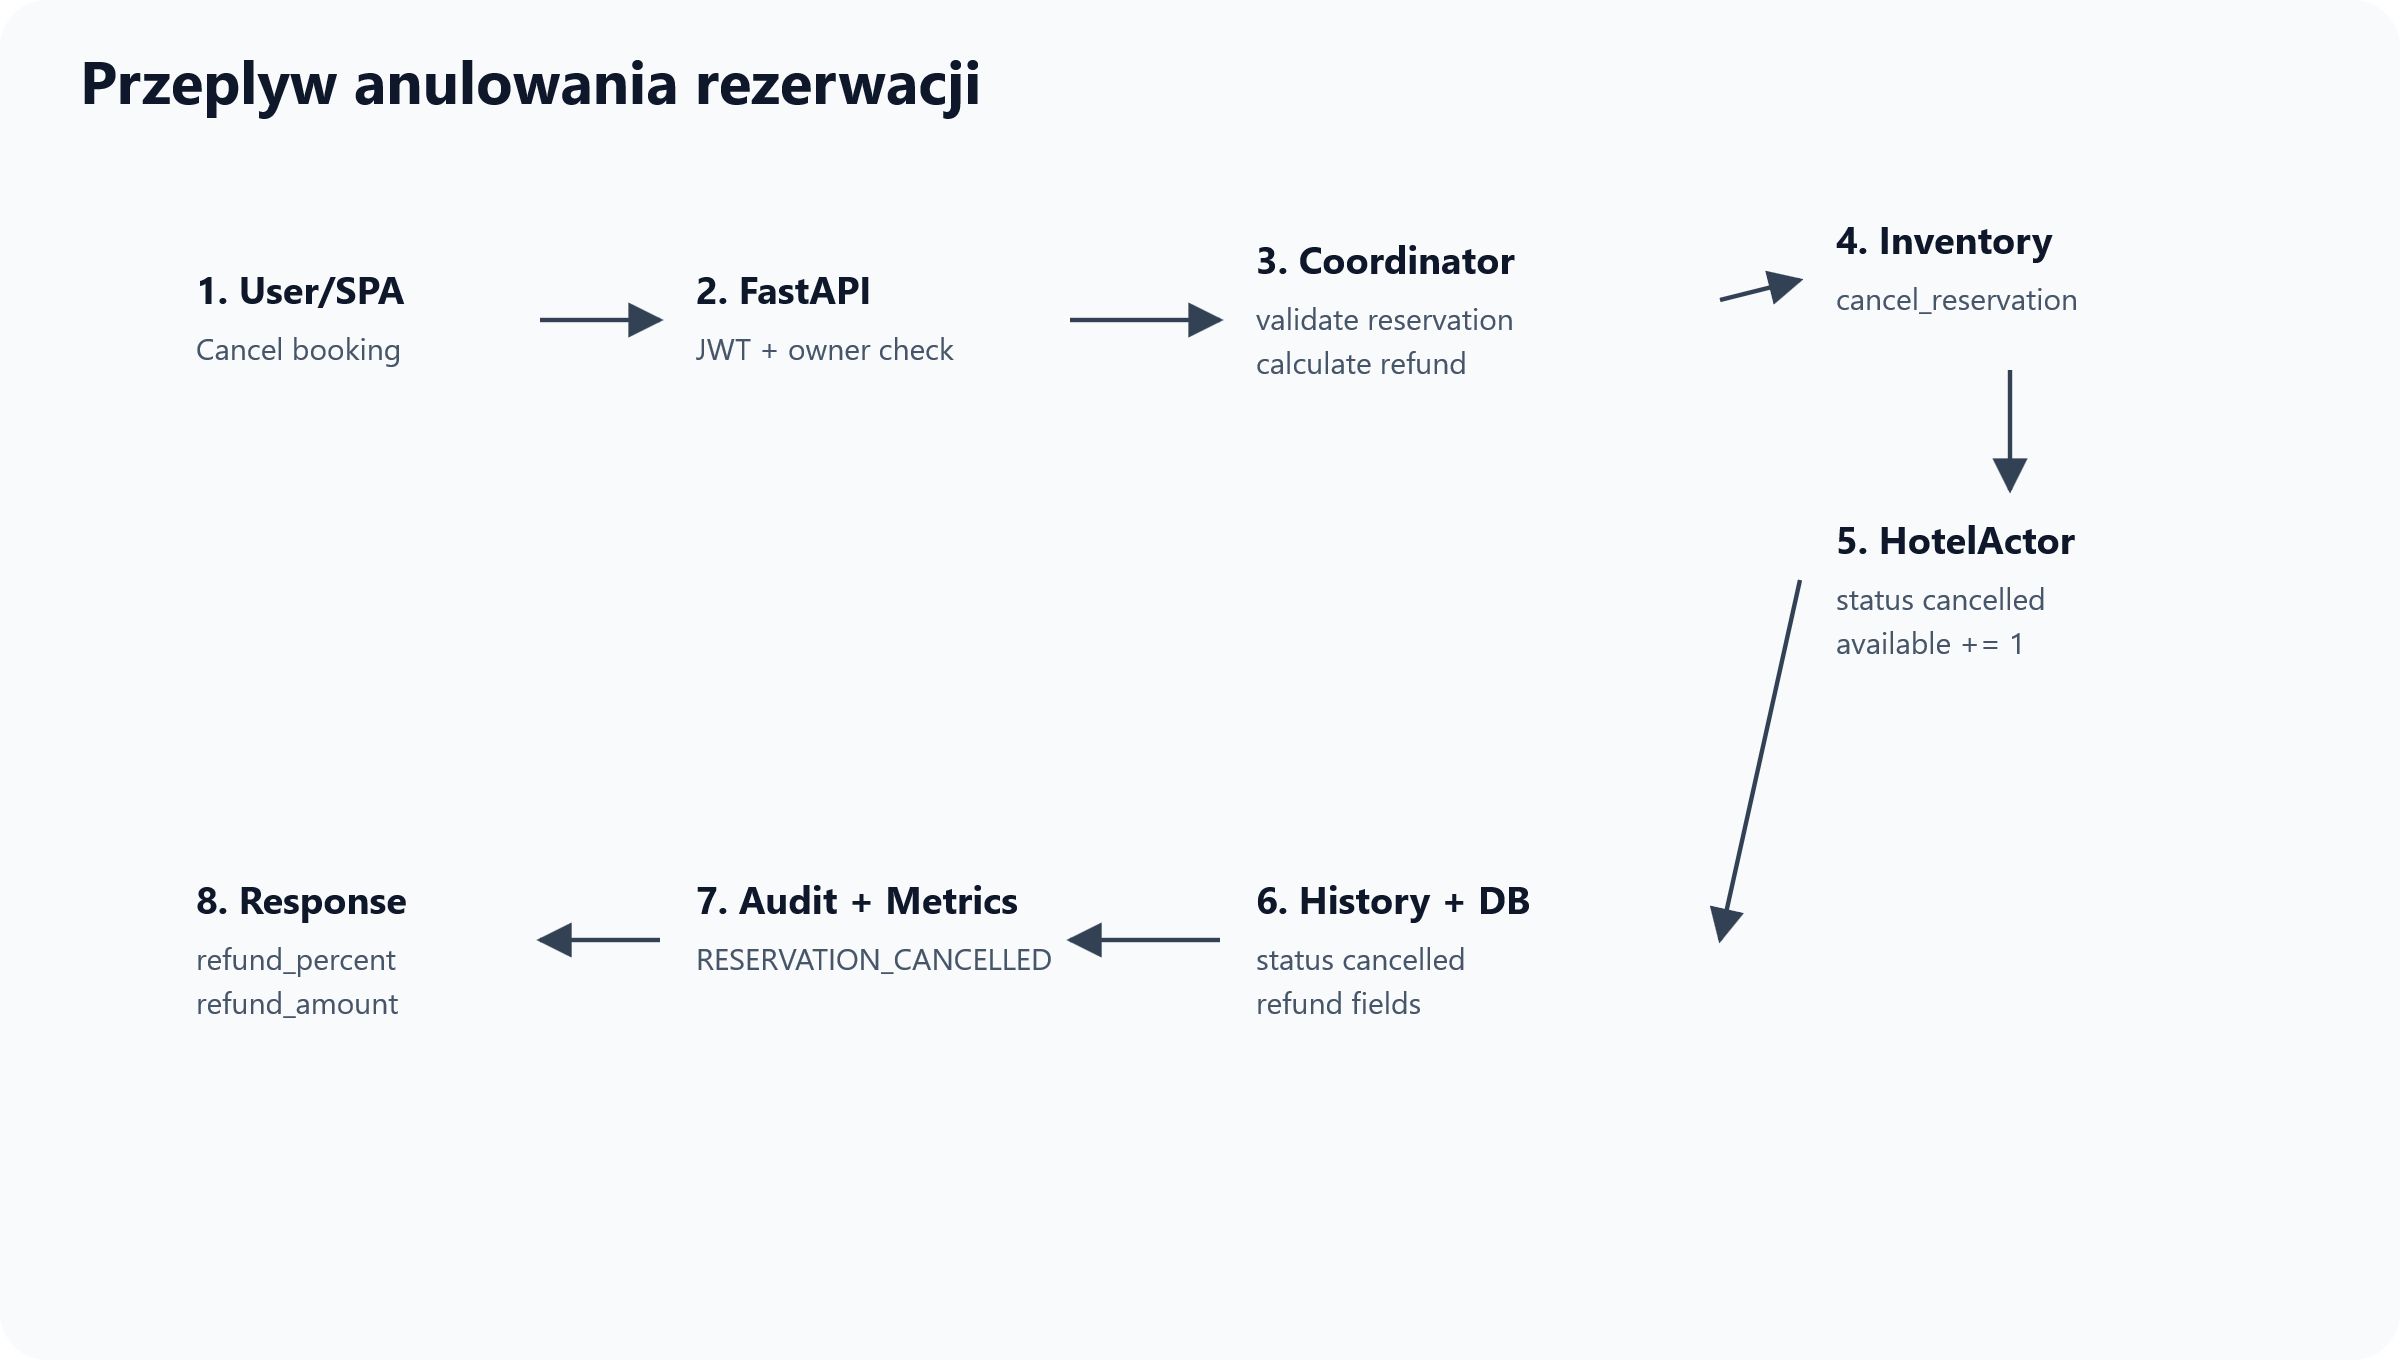 Przeplyw anulowania rezerwacji
1. User/SPA
Cancel booking
2. FastAPI
JWT + owner check
3. Coordinator
validate reservation
calculate refund
4. Inventory
cancel_reservation
5. HotelActor
status cancelled
available += 1
6. History + DB
status cancelled
refund fields
7. Audit + Metrics
RESERVATION_CANCELLED
8. Response
refund_percent
refund_amount